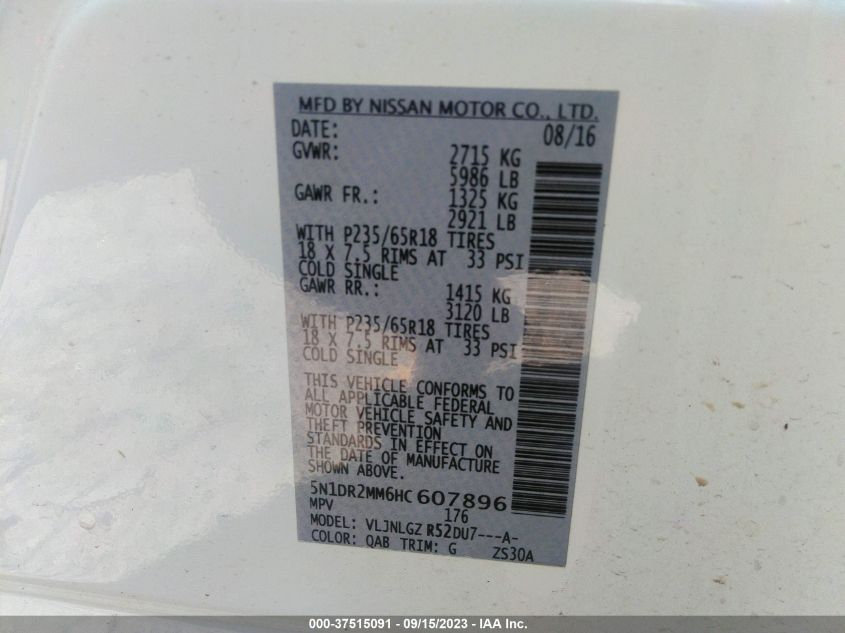 MFD BY NISSAN MOTOR CO., LTD.
DATE: 08/16
GVWR: 2715 KG
5986 LB
GAWR FR.: 1325 KG
2921 LB
WITH P235/65R18 TIRES
18 X 7.5 RIMS AT 33 PSI
COLD SINGLE
GAWR RR.: 1415 KG
3120 LB
WITH P235/65R18 TIRES
18 X 7.5 RIMS AT 33 PSI
COLD SINGLE
THIS VEHICLE CONFORMS TO
ALL APPLICABLE FEDERAL
MOTOR VEHICLE SAFETY AND
THEFT PREVENTION
STANDARDS IN EFFECT ON
THE DATE OF MANUFACTURE
SHOWN ABOVE.
5N1DR2MM6HC 607896
MPV 176
MODEL: VLJNLGZ R52DU7---A-
COLOR: QAB TRIM: G ZS30A
000-37515091 - 09/15/2023 - IAA Inc.